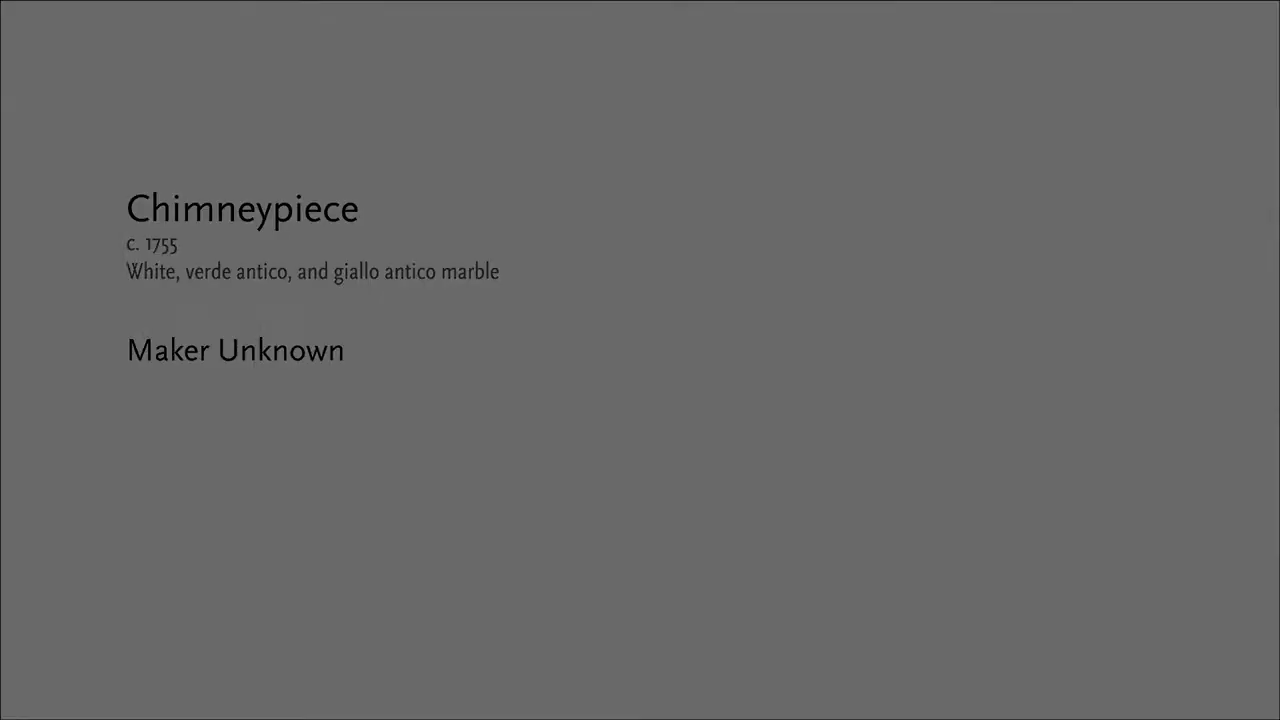 Chimneypiece
c. 1755
White, verde antico, and giallo antico marble
Maker Unknown